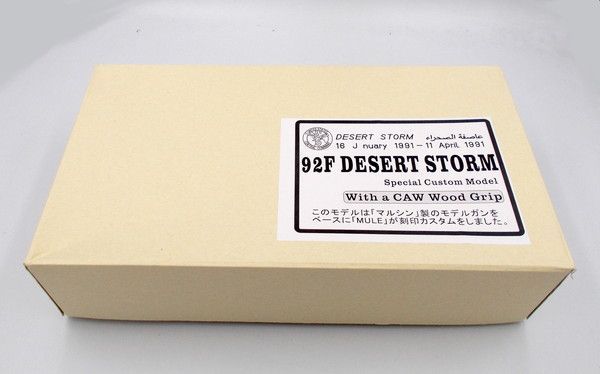 DESERT STORM عاصفة الصحراء
16 J nuary 1991-11 April, 1991
92F DESERT STORM
Special Custom Model
With a CAW Wood Grip
このモデルは「マルシン」製のモデルガンを
ベースに「MULE」が刻印カスタムをしました。